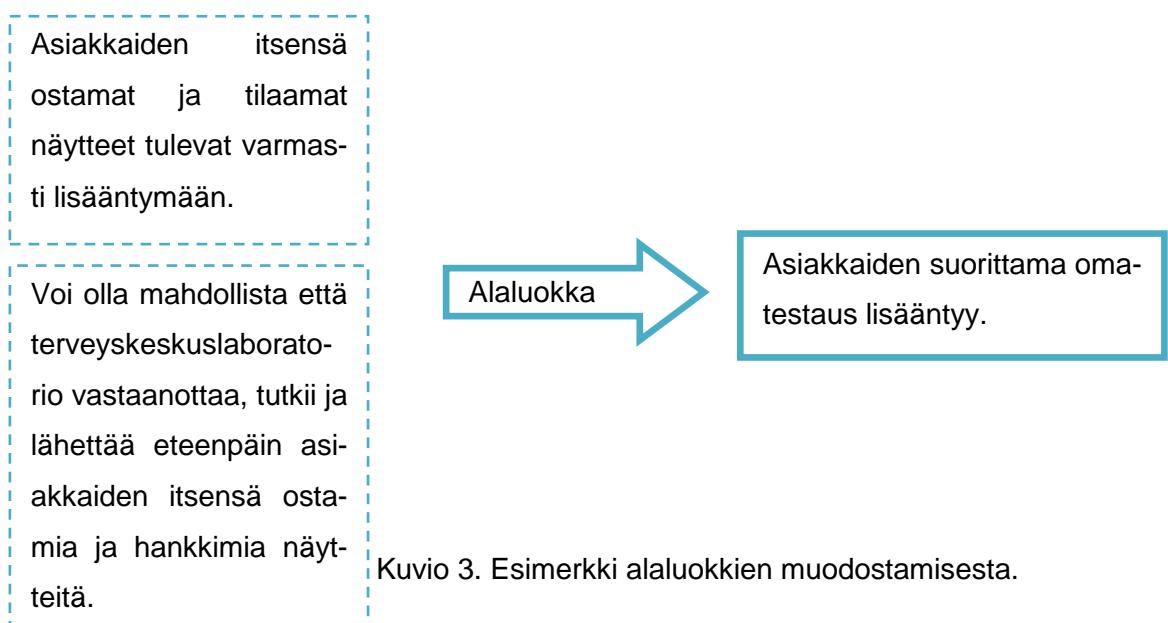 Asiakkaiden itsensä
ostamat ja tilaamat
näytteet tulevat varmas-
ti lisääntymään.
Voi olla mahdollista että
terveyskeskuslaborato-
rio vastaanottaa, tutkii ja
lähettää eteenpäin asi-
akkaiden itsensä osta-
mia ja hankkimia näyt-
teitä.
Alaluokka
Asiakkaiden suorittama oma-
testaus lisääntyy.
Kuvio 3. Esimerkki alaluokkien muodostamisesta.